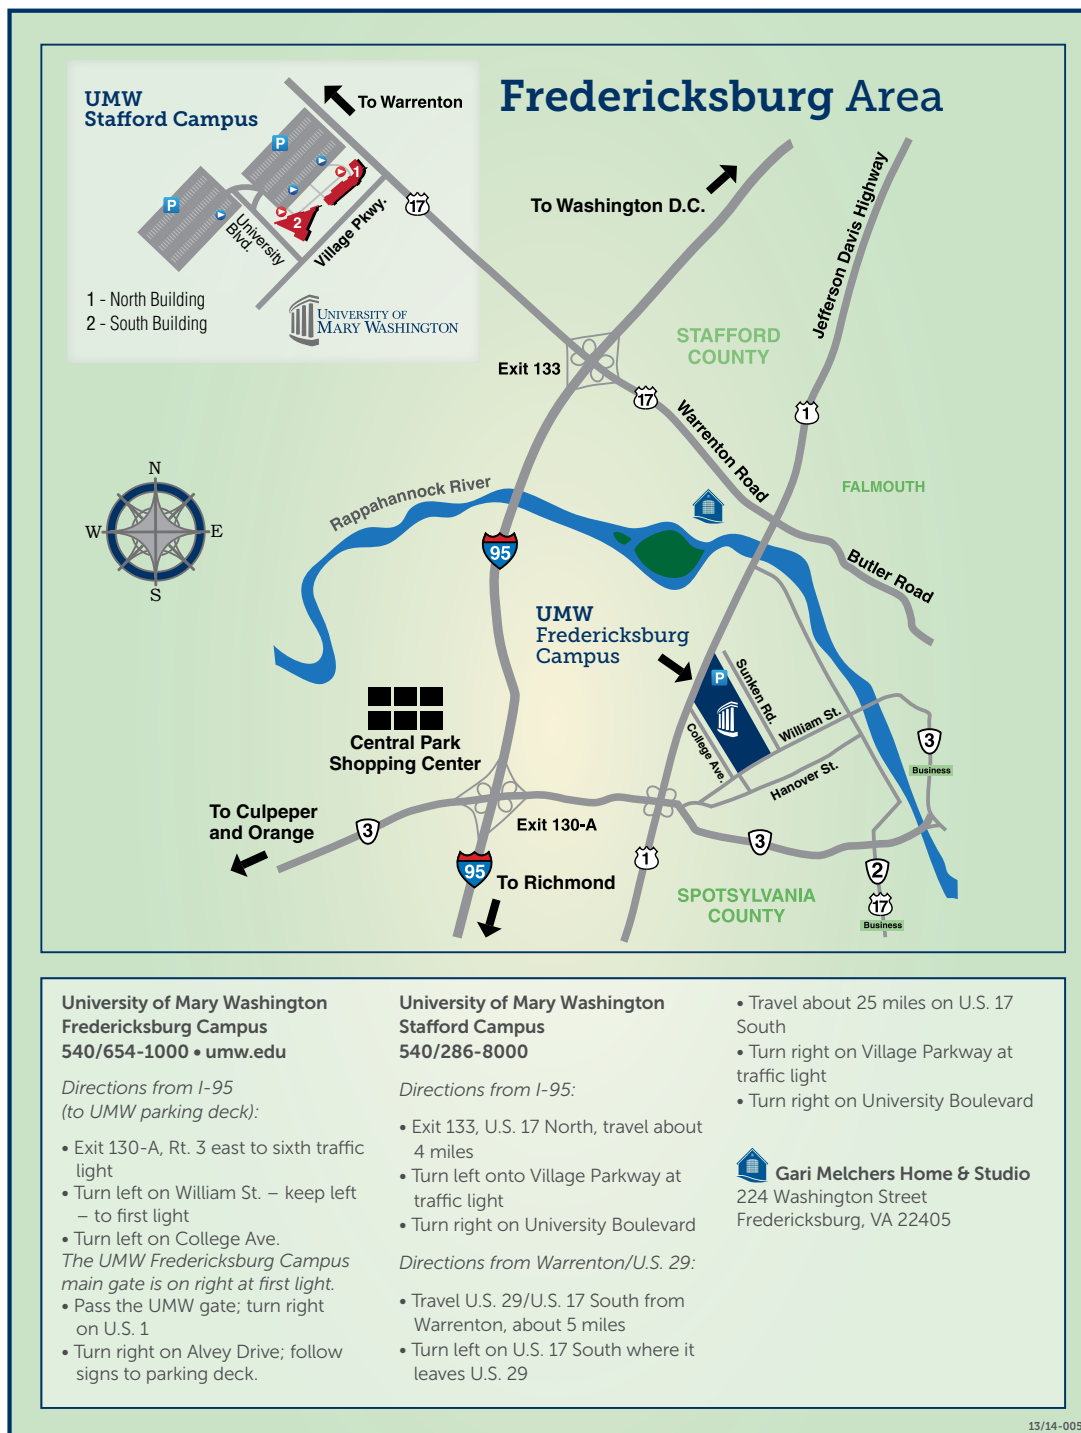 Fredericksburg Area
UMW
Stafford Campus
To Warrenton
P
P
1
2
University
Blvd.
Village Pkwy.
17
1 - North Building
2 - South Building
UNIVERSITY OF
MARY WASHINGTON
To Washington D.C.
Jefferson Davis Highway
STAFFORD
COUNTY
Exit 133
17
1
Warrenton Road
FALMOUTH
Rappahannock River
N
W
E
S
95
Butler Road
UMW
Fredericksburg
Campus
P
Sunken Rd.
College Ave.
William St.
Hanover St.
3
Business
Central Park
Shopping Center
To Culpeper
and Orange
3
Exit 130-A
95
To Richmond
1
3
2
17
Business
SPOTSYLVANIA
COUNTY
University of Mary Washington
Fredericksburg Campus
540/654-1000 • umw.edu
Directions from I-95
(to UMW parking deck):
• Exit 130-A, Rt. 3 east to sixth traffic
light
• Turn left on William St. – keep left
– to first light
• Turn left on College Ave.
The UMW Fredericksburg Campus
main gate is on right at first light.
• Pass the UMW gate; turn right
on U.S. 1
• Turn right on Alvey Drive; follow
signs to parking deck.
University of Mary Washington
Stafford Campus
540/286-8000
Directions from I-95:
• Exit 133, U.S. 17 North, travel about
4 miles
• Turn left onto Village Parkway at
traffic light
• Turn right on University Boulevard
Directions from Warrenton/U.S. 29:
• Travel U.S. 29/U.S. 17 South from
Warrenton, about 5 miles
• Turn left on U.S. 17 South where it
leaves U.S. 29
• Travel about 25 miles on U.S. 17
South
• Turn right on Village Parkway at
traffic light
• Turn right on University Boulevard
Gari Melchers Home & Studio
224 Washington Street
Fredericksburg, VA 22405
13/14-005